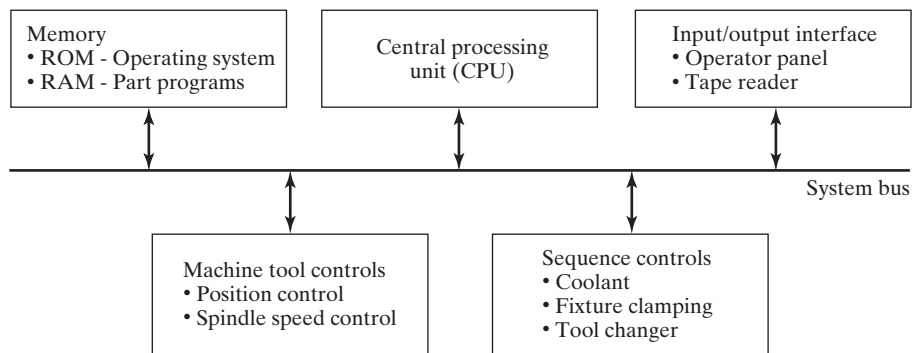 Memory
• ROM - Operating system
• RAM - Part programs
Central processing
unit (CPU)
Input/output interface
• Operator panel
• Tape reader
System bus
Machine tool controls
• Position control
• Spindle speed control
Sequence controls
• Coolant
• Fixture clamping
• Tool changer